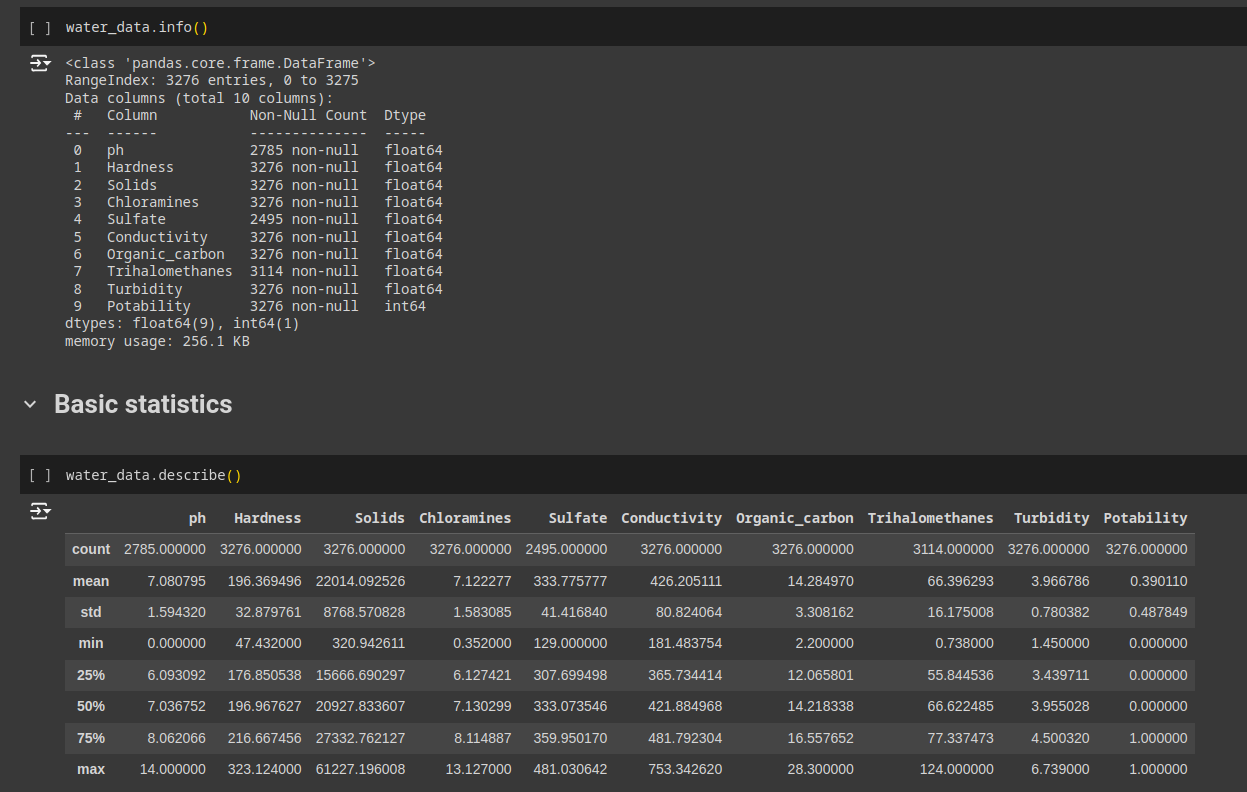 [ ] water_data.info()
<class 'pandas.core.frame.DataFrame'>
RangeIndex: 3276 entries, 0 to 3275
Data columns (total 10 columns):
 #   Column           Non-Null Count  Dtype
---  ------           --------------  -----
 0   ph               2785 non-null   float64
 1   Hardness         3276 non-null   float64
 2   Solids           3276 non-null   float64
 3   Chloramines      3276 non-null   float64
 4   Sulfate          2495 non-null   float64
 5   Conductivity     3276 non-null   float64
 6   Organic_carbon   3276 non-null   float64
 7   Trihalomethanes  3114 non-null   float64
 8   Turbidity        3276 non-null   float64
 9   Potability       3276 non-null   int64
dtypes: float64(9), int64(1)
memory usage: 256.1 KB
Basic statistics
[ ] water_data.describe()
ph Hardness Solids Chloramines Sulfate Conductivity Organic_carbon Trihalomethanes Turbidity Potability
count 2785.000000 3276.000000 3276.000000 3276.000000 2495.000000 3276.000000 3276.000000 3114.000000 3276.000000 3276.000000
mean 7.080795 196.369496 22014.092526 7.122277 333.775777 426.205111 14.284970 66.396293 3.966786 0.390110
std 1.594320 32.879761 8768.570828 1.583085 41.416840 80.824064 3.308162 16.175008 0.780382 0.487849
min 0.000000 47.432000 320.942611 0.352000 129.000000 181.483754 2.200000 0.738000 1.450000 0.000000
25% 6.093092 176.850538 15666.690297 6.127421 307.699498 365.734414 12.065801 55.844536 3.439711 0.000000
50% 7.036752 196.967627 20927.833607 7.130299 333.073546 421.884968 14.218338 66.622485 3.955028 0.000000
75% 8.062066 216.667456 27332.762127 8.114887 359.950170 481.792304 16.557652 77.337473 4.500320 1.000000
max 14.000000 323.124000 61227.196008 13.127000 481.030642 753.342620 28.300000 124.000000 6.739000 1.000000